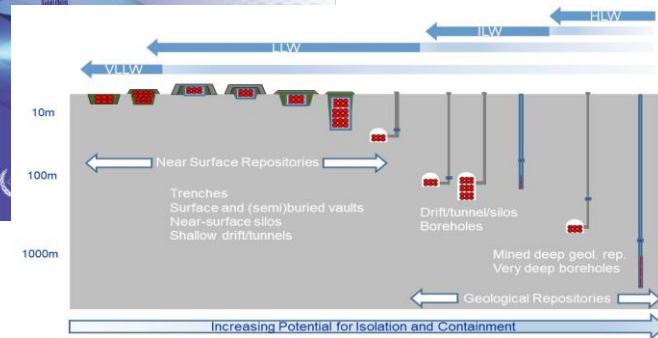 Guides
HLW
ILW
LLW
VLLW
10m
Near Surface Repositories
100m
Trenches
Surface and (semi)buried vaults
Near-surface silos
Shallow drift/tunnels
Drift/tunnel/silos
Boreholes
1000m
Mined deep geol. rep.
Very deep boreholes
Geological Repositories
Increasing Potential for Isolation and Containment